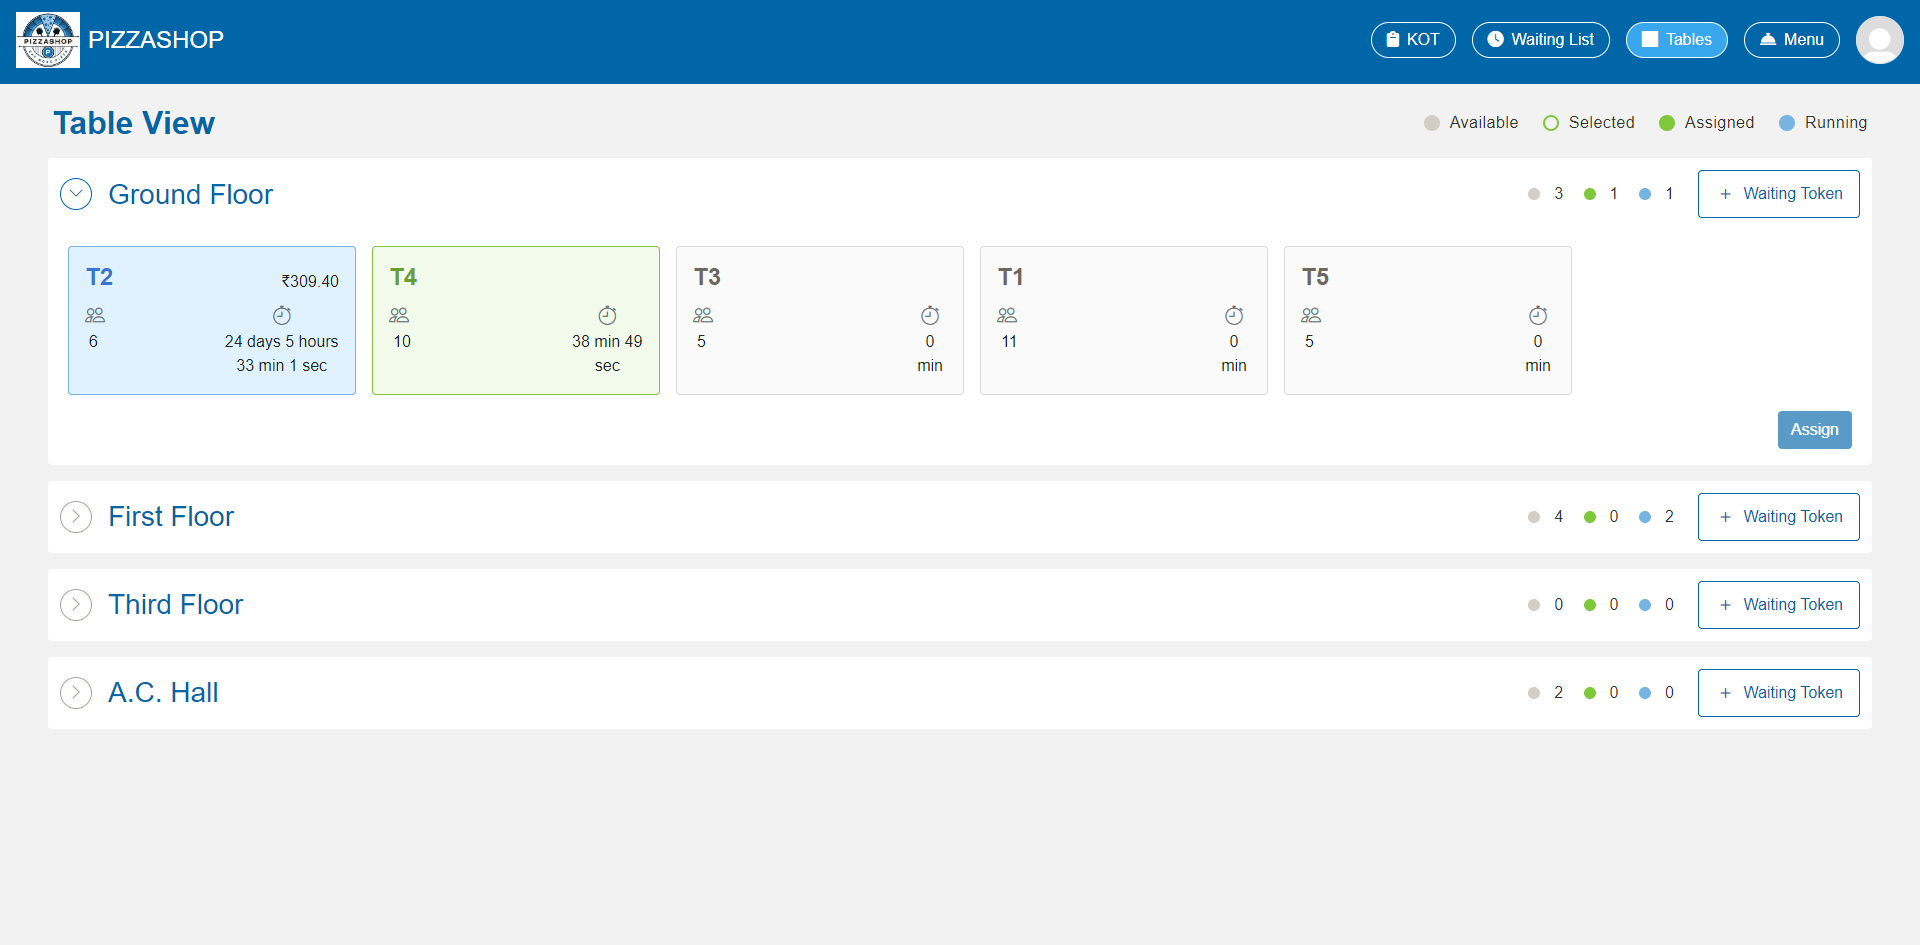 PIZZASHOP
PIZZASHOP
KOT
Waiting List
Tables
Menu
Table View
Available
Selected
Assigned
Running
Ground Floor
3
1
1
+ Waiting Token
T2
₹309.40
6
24 days 5 hours
33 min 1 sec
T4
10
38 min 49
sec
T3
5
0
min
T1
11
0
min
T5
5
0
min
Assign
First Floor
4
0
2
+ Waiting Token
Third Floor
0
0
0
+ Waiting Token
A.C. Hall
2
0
0
+ Waiting Token